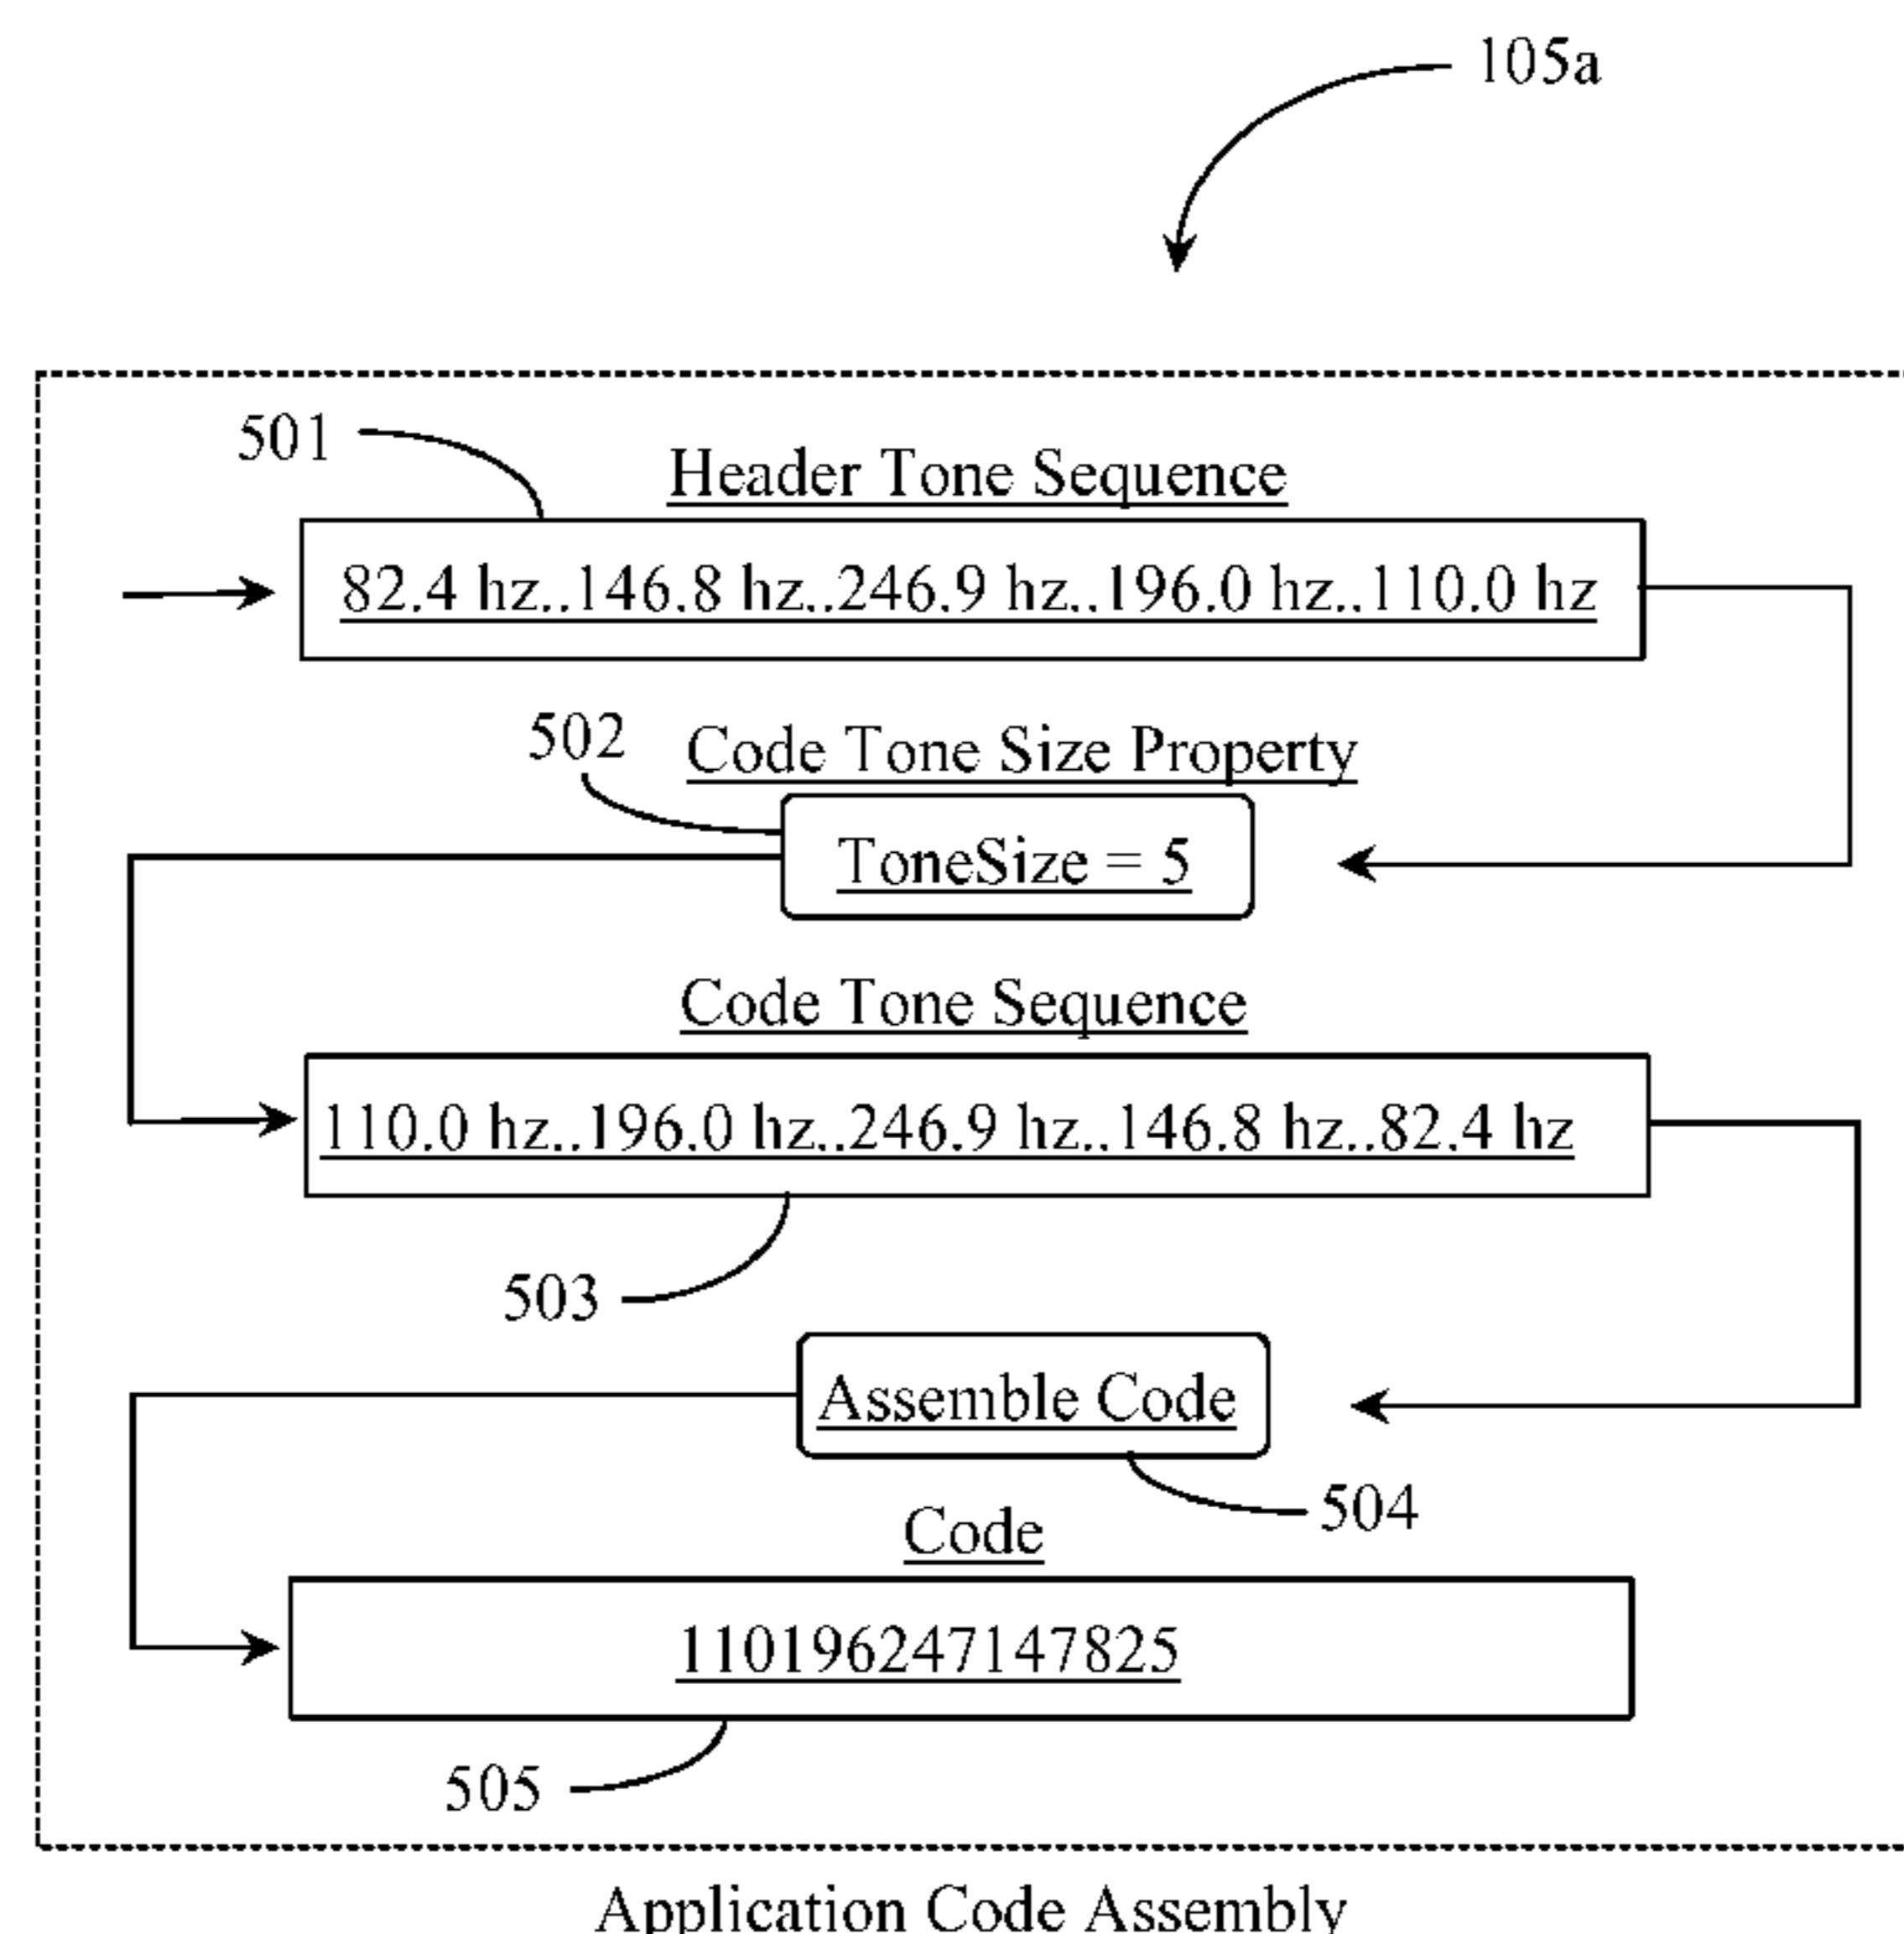 105a
501
Header Tone Sequence
82.4 hz..146.8 hz..246.9 hz..196.0 hz..110.0 hz
502
Code Tone Size Property
ToneSize = 5
Code Tone Sequence
110.0 hz..196.0 hz..246.9 hz..146.8 hz..82.4 hz
503
Assemble Code
504
Code
110196247147825
505
Application Code Assembly